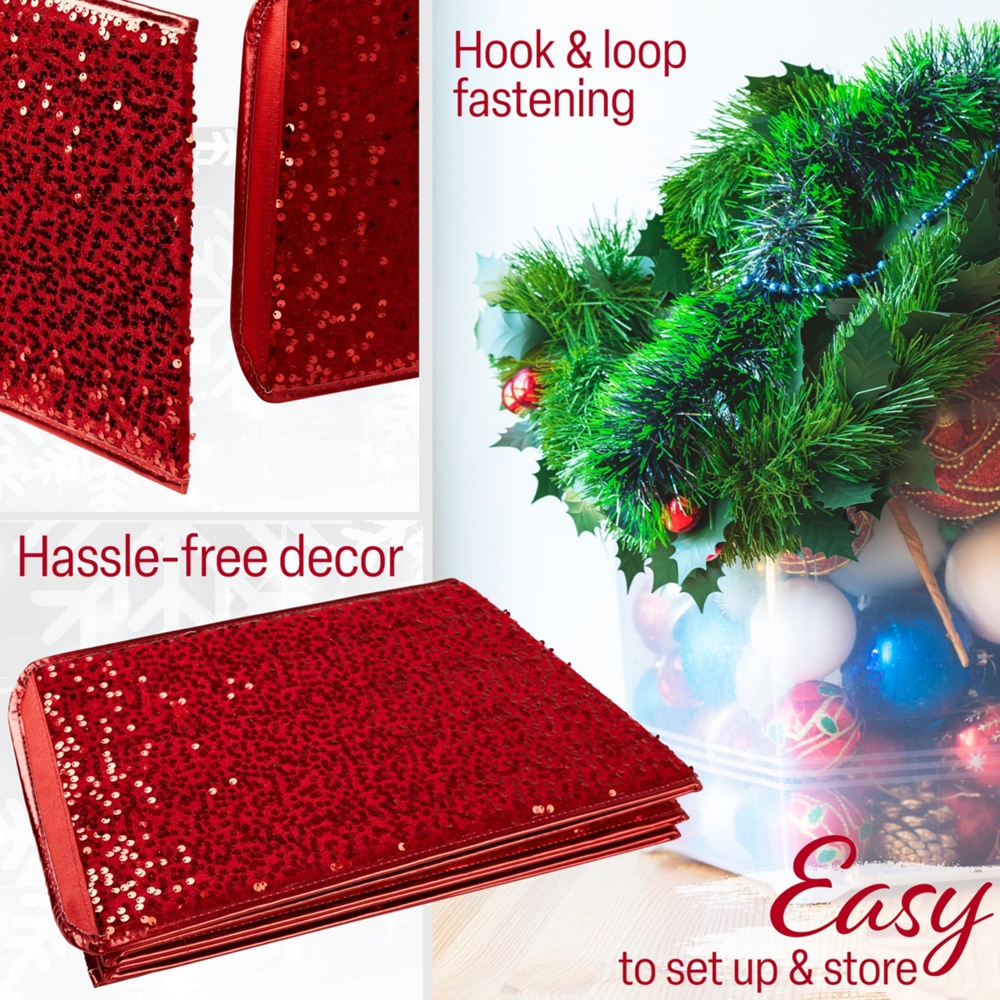 Hook & loop
fastening
Hassle-free decor
Easy
to set up & store